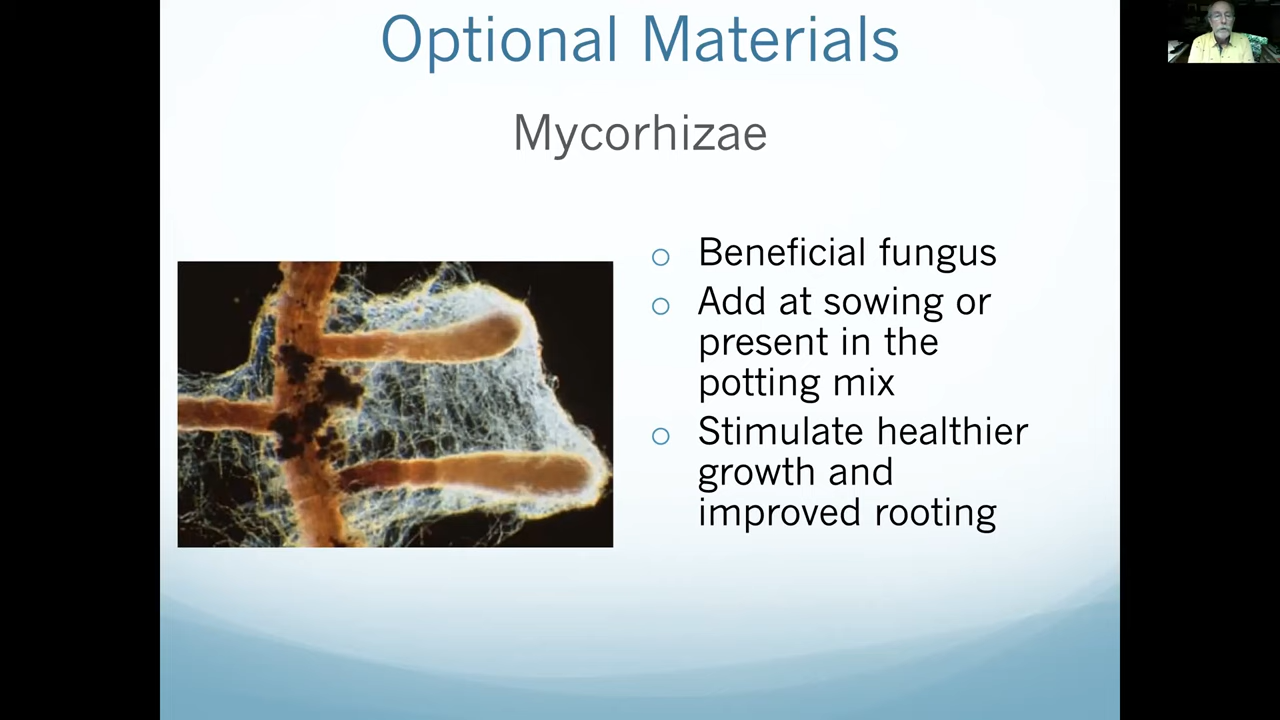 Optional Materials
Mycorhizae
Beneficial fungus
Add at sowing or
present in the
potting mix
Stimulate healthier
growth and
improved rooting